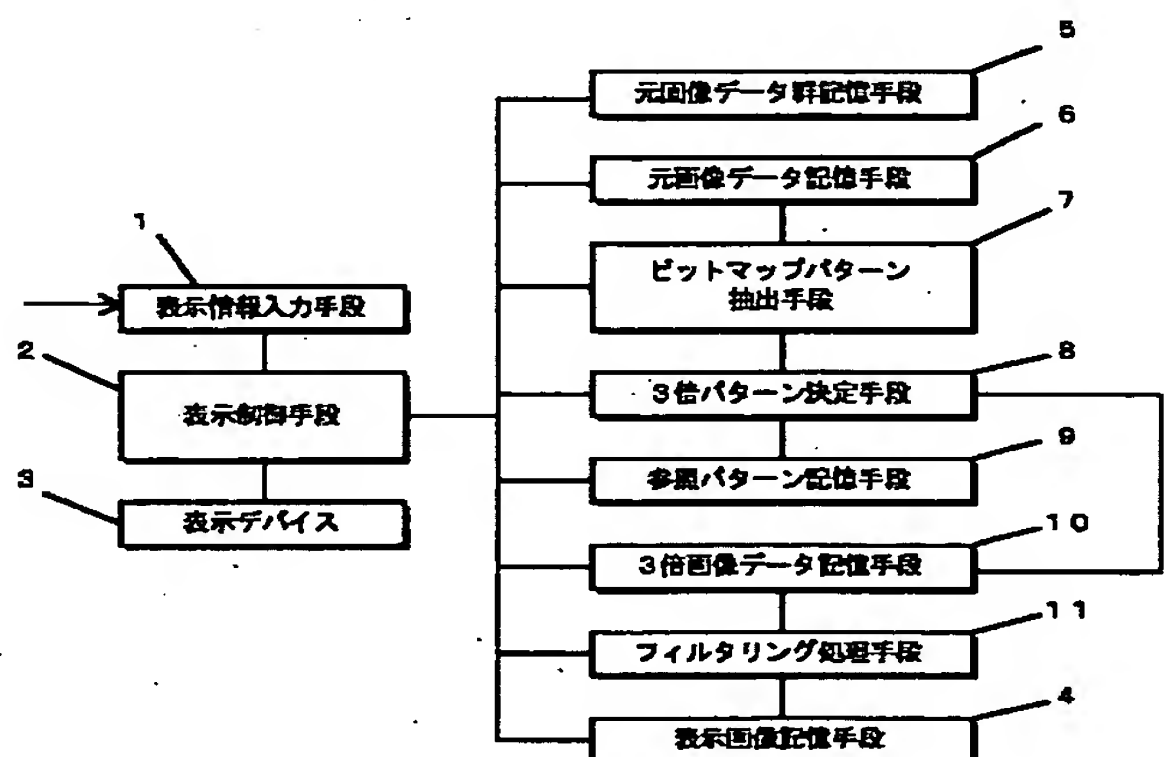 5
元画像データ群記憶手段
6
元画像データ記憶手段
7
ビットマップパターン
抽出手段
1
表示情報入力手段
2
表示制御手段
8
3倍パターン決定手段
9
参照パターン記憶手段
3
表示デバイス
10
3倍画像データ記憶手段
11
フィルタリング処理手段
4
表示画像記憶手段